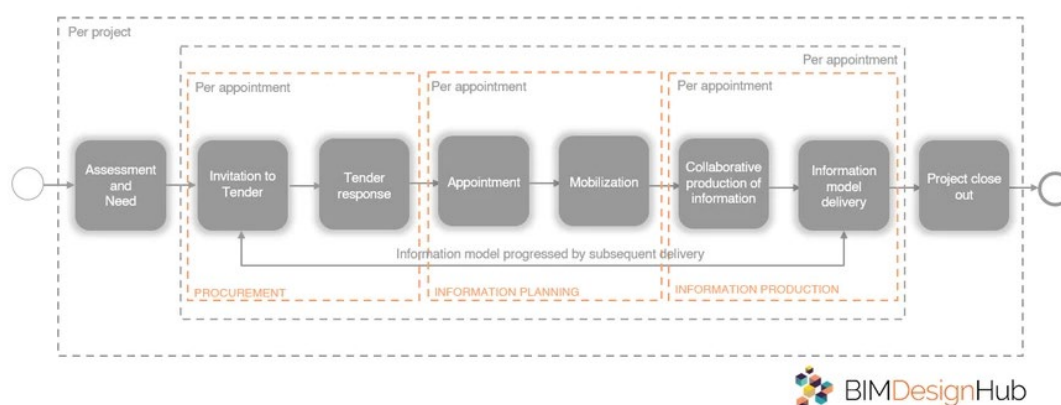 Per project
Per appointment
Per appointment
Per appointment
Per appointment
Assessment
and
Need
Invitation to
Tender
Tender
response
Appointment
Mobilization
Collaborative
production of
information
Information
model
delivery
Project close
out
Information model progressed by subsequent delivery
PROCUREMENT
INFORMATION PLANNING
INFORMATION PRODUCTION
BIMDesignHub